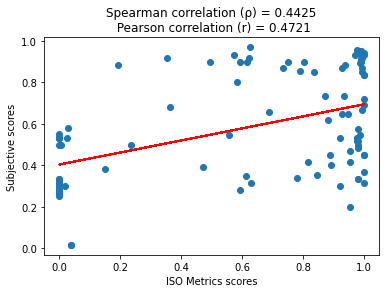 Spearman correlation (ρ) = 0.4425
Pearson correlation (r) = 0.4721
1.0
0.8
0.6
0.4
0.2
0.0
Subjective scores
0.0 0.2 0.4 0.6 0.8 1.0
ISO Metrics scores